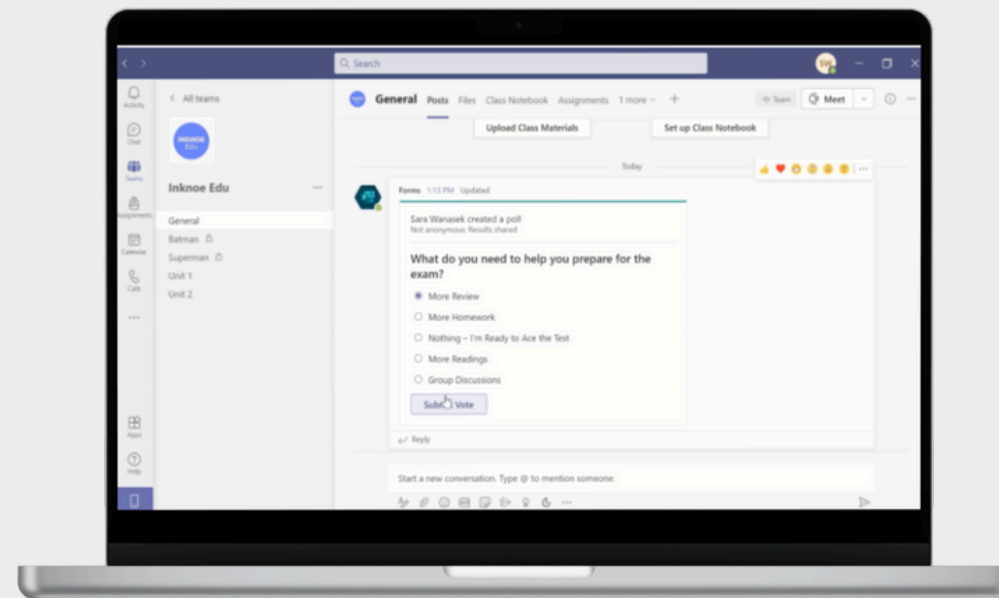 Search
SW
Activity
Chat
Teams
Assignments
Calendar
Calls
Apps
Help
All teams
INKNOE
Edu
Inknoe Edu
General
Batman
Superman
Unit 1
Unit 2
General Posts Files Class Notebook Assignments 1 more
Team
Meet
Upload Class Materials
Set up Class Notebook
Today
Forms 1:13 PM Updated
Sara Wanasek created a poll
Not anonymous; Results shared
What do you need to help you prepare for the
exam?
More Review
More Homework
Nothing – I'm Ready to Ace the Test
More Readings
Group Discussions
Submit Vote
Reply
Start a new conversation. Type @ to mention someone.